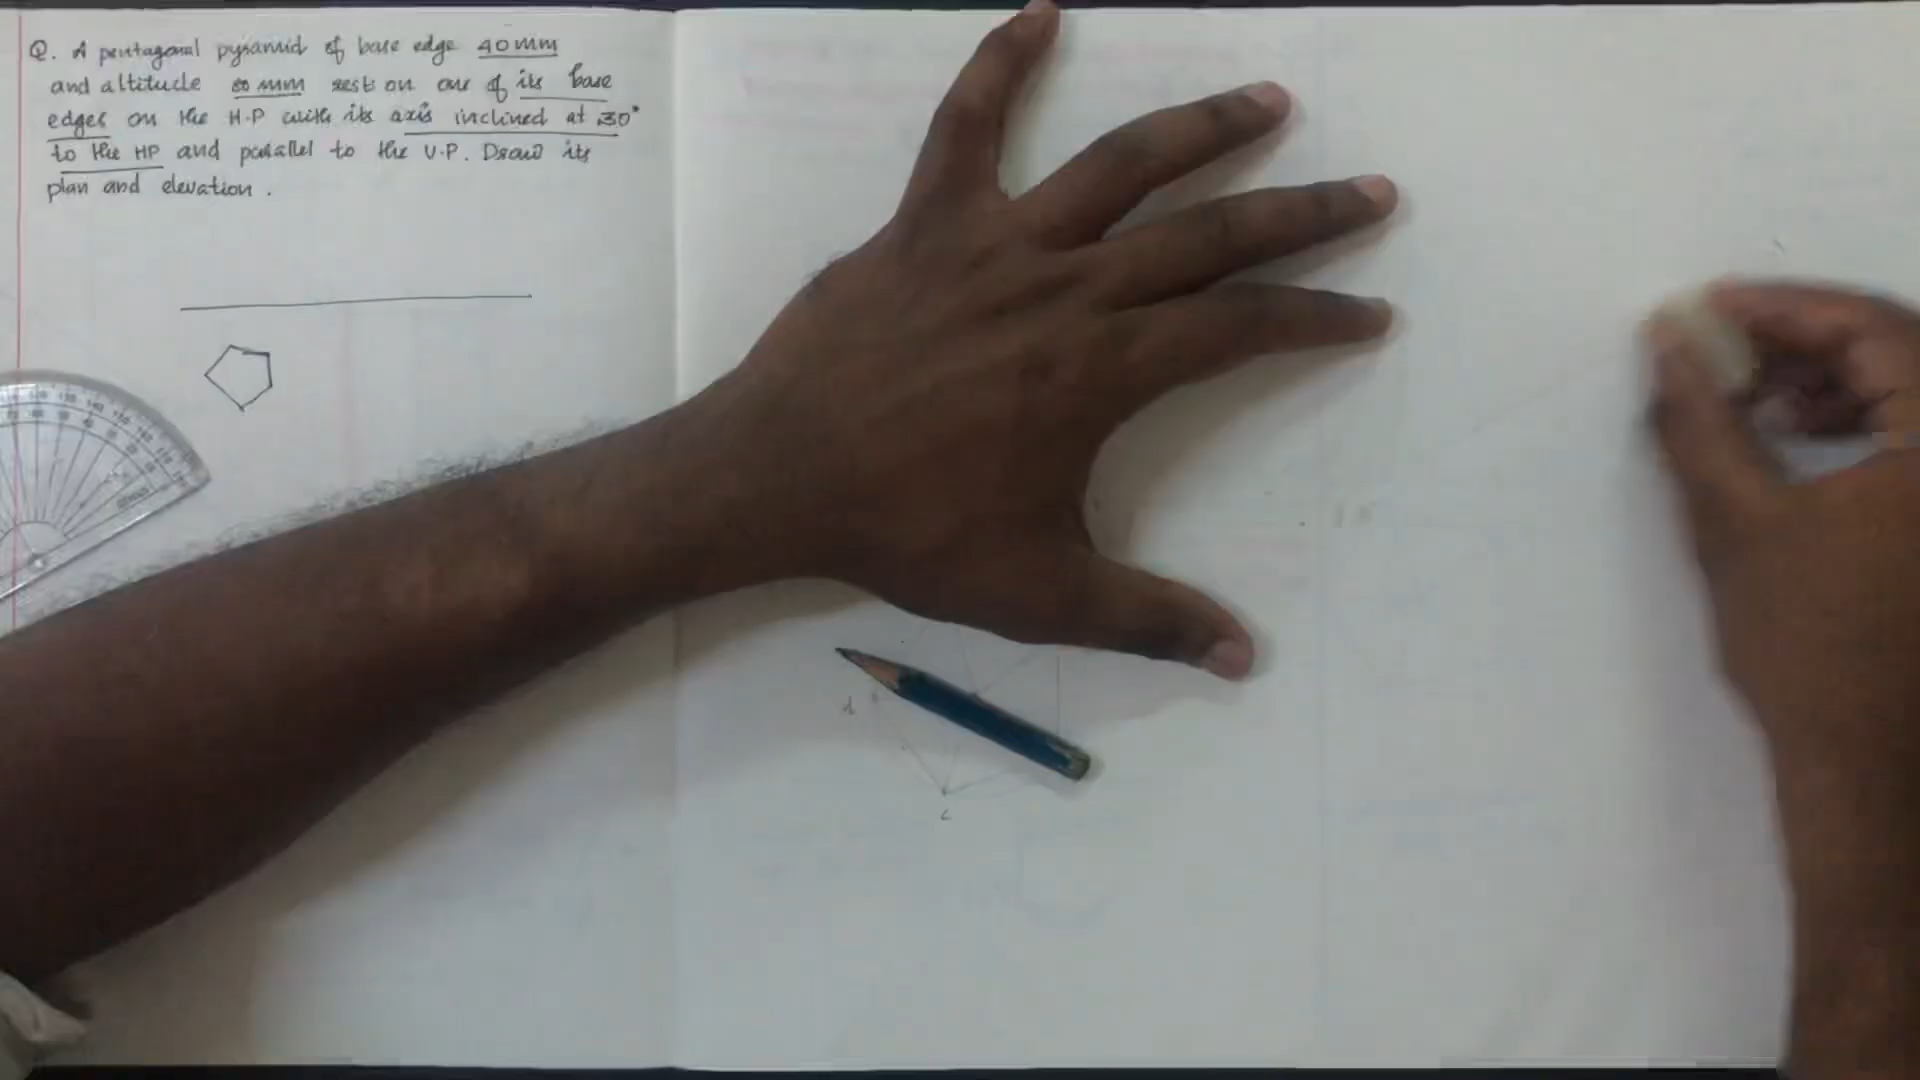 Q. A pentagonal pyramid of base edge 40 mm
and altitude 80 mm rests on one of its base
edges on the H.P with its axis inclined at 30°
to the HP and parallel to the V.P. Draw its
plan and elevation.
d
c